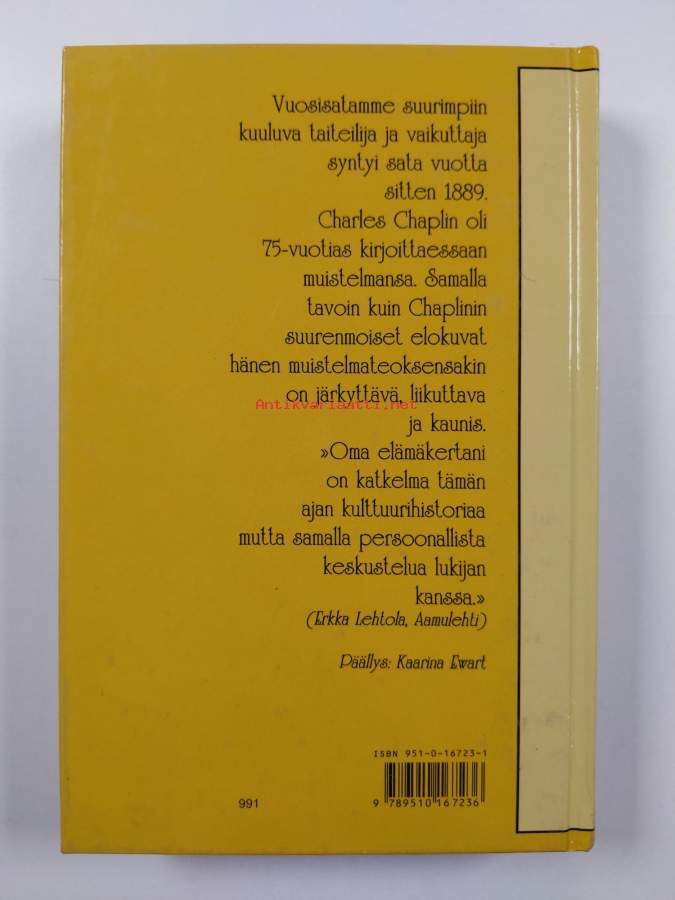 Vuosisatamme suurimpiin
kuuluva taiteilija ja vaikuttaja
syntyi sata vuotta
sitten 1889.
Charles Chaplin oli
75-vuotias kirjoittaessaan
muistelmansa. Samalla
tavoin kuin Chaplinin
suurenmoiset elokuvat
hänen muistelmateoksensakin
on järkyttävä, liikuttava
Antikvariaatti.net
ja kaunis.
»Oma elämäkertani
on katkelma tämän
ajan kulttuurihistoriaa
mutta samalla persoonallista
keskustelua lukijan
kanssa.»
(Erkka Lehtola, Aamulehti)
Päällys: Kaarina Ewart
ISBN 951-0-16723-1
9 789510 167236
991